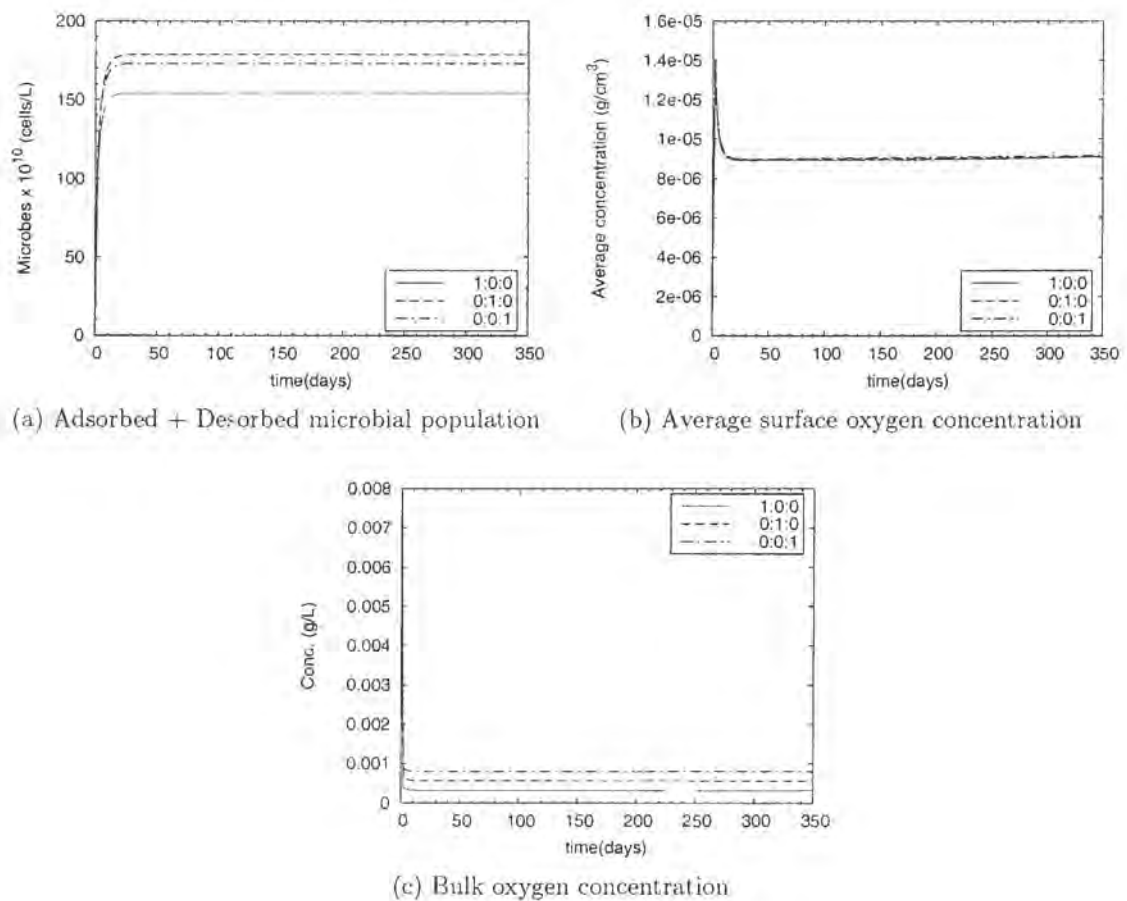 200
150
100
50
0
Microbes x 10^10 (cells/L)
1:0:0
0:1:0
0:0:1
0 50 100 150 200 250 300 350
time(days)
(a) Adsorbed + Desorbed microbial population
1.6e-05
1.4e-05
1.2e-05
1e-05
8e-06
6e-06
4e-06
2e-06
0
Average concentration (g/cm³)
1:0:0
0:1:0
0:0:1
0 50 100 150 200 250 300 350
time(days)
(b) Average surface oxygen concentration
0.008
0.007
0.006
0.005
0.004
0.003
0.002
0.001
0
Conc. (g/L)
1:0:0
0:1:0
0:0:1
0 50 100 150 200 250 300 350
time(days)
(c) Bulk oxygen concentration